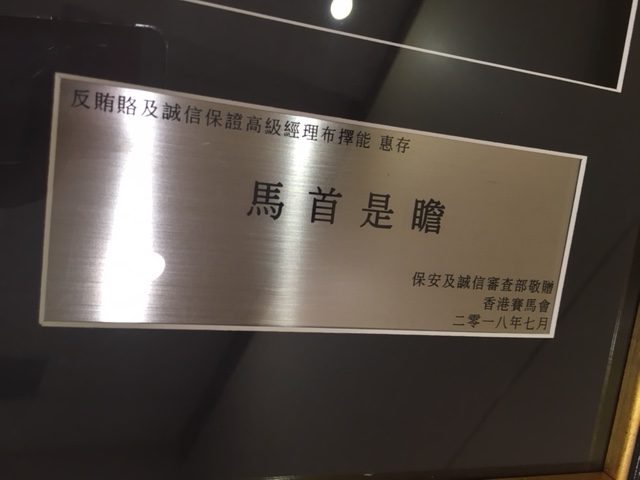 反賄賂及誠信保證高級經理布擇能 惠存
馬首是瞻
保安及誠信審查部敬贈
香港賽馬會
二零一八年七月